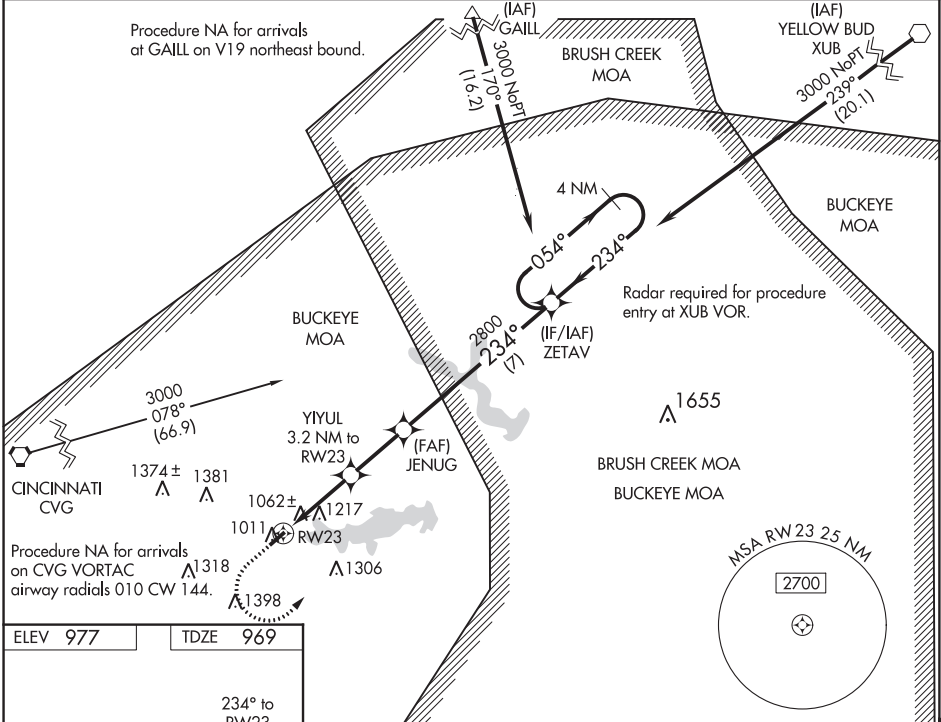 Procedure NA for arrivals
at GAILL on V19 northeast bound.
(IAF)
GAILL
3000 NoPT
170°
(16.2)
BRUSH CREEK
MOA
(IAF)
YELLOW BUD
XUB
3000 NoPT
239°
(20.1)
BUCKEYE
MOA
4 NM
054°
234°
Radar required for procedure
entry at XUB VOR.
(IF/IAF)
ZETAV
2800
234°
(7)
BUCKEYE
MOA
3000
078°
(66.9)
CINCINNATI
CVG
YIYUL
3.2 NM to
RW23
(FAF)
JENUG
1655
BRUSH CREEK MOA
BUCKEYE MOA
1374±
1381
1062±
1217
1011
RW23
Procedure NA for arrivals
on CVG VORTAC
airway radials 010 CW 144.
1318
1306
1398
MSA RW23 25 NM
2700
ELEV 977
TDZE 969
234° to
RW23